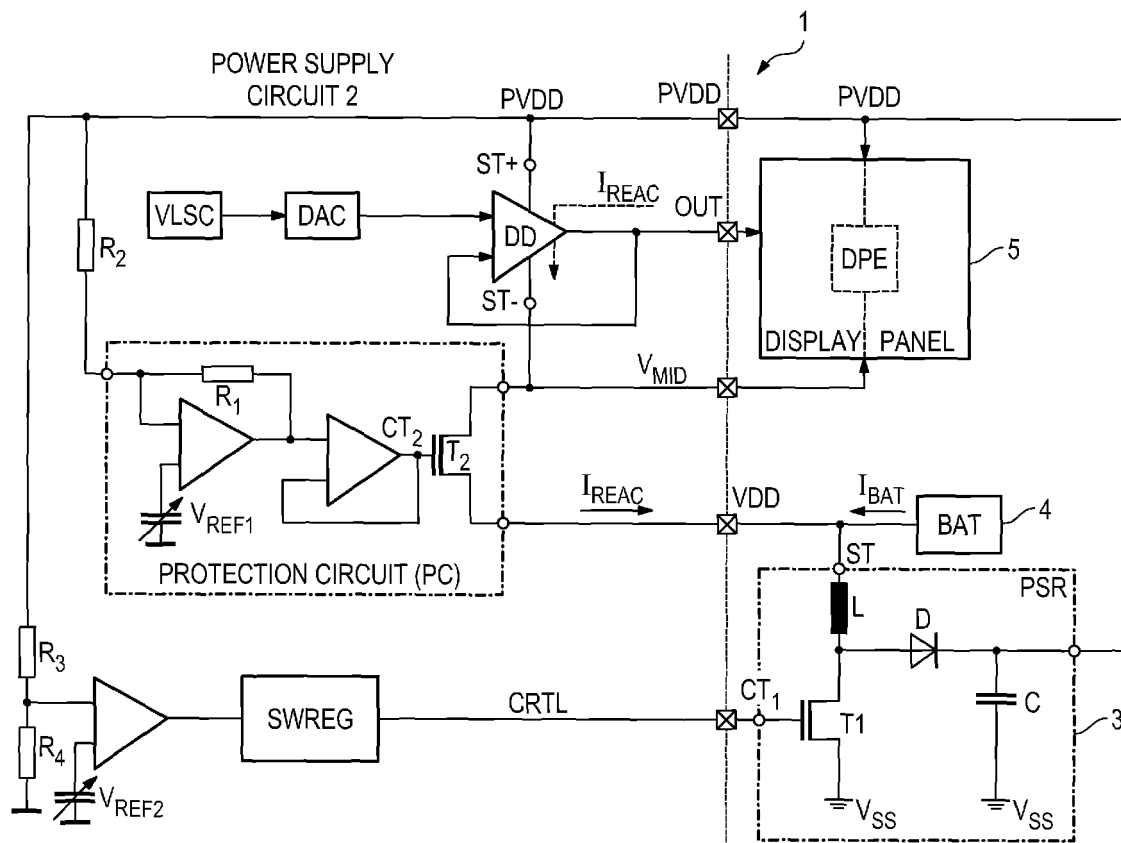 1
POWER SUPPLY
CIRCUIT 2
PVDD
PVDD
PVDD
ST+
I_REAC
OUT
VLSC
DAC
DD
R_2
DPE
5
ST-
DISPLAY PANEL
V_MID
R_1
CT_2
T_2
I_REAC
VDD
I_BAT
BAT
4
V_REF1
ST
PROTECTION CIRCUIT (PC)
PSR
L
D
R_3
CT_1
SWREG
CRTL
T1
C
3
R_4
V_REF2
V_SS
V_SS